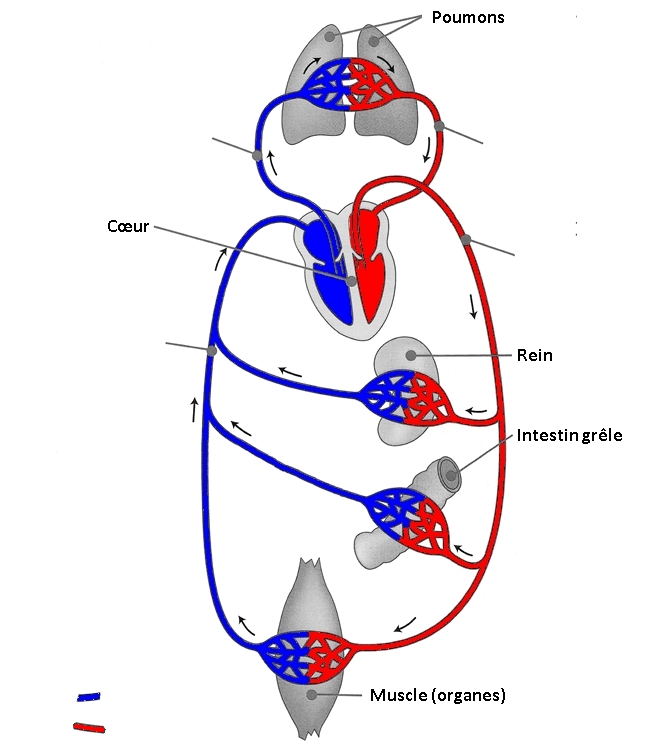 Poumons
Cœur
Rein
Intestin grêle
Muscle (organes)